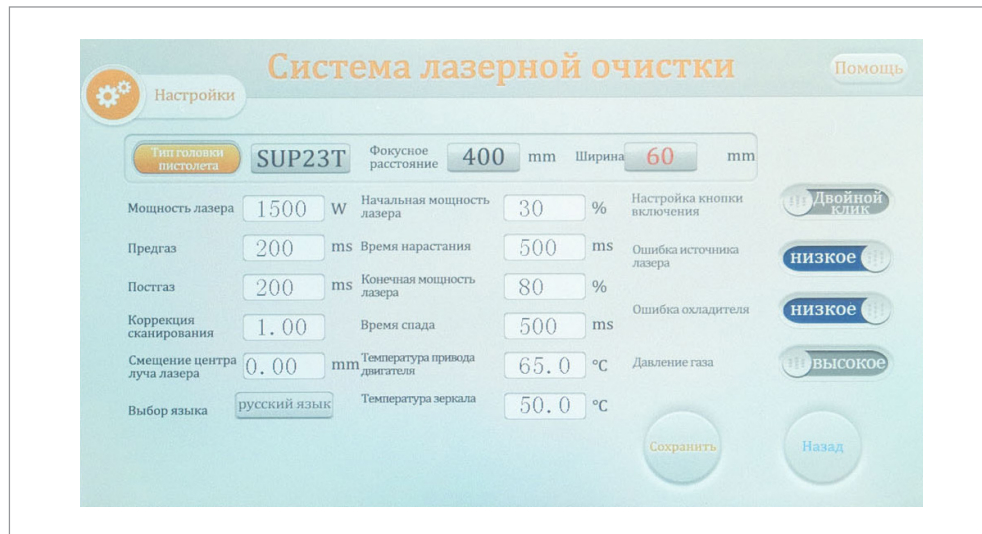 Система лазерной очистки
Помощь
Настройки
Тип головки
пистолета
SUP23T
Фокусное
расстояние
400 mm
Ширина 60 mm
Мощность лазера 1500 W
Начальная мощность
лазера
30 %
Настройка кнопки
включения
Двойной
клик
Предгаз 200 ms
Время нарастания 500 ms
Ошибка источника
лазера
низкое
Постгаз 200 ms
Конечная мощность
лазера
80 %
Ошибка охладителя
низкое
Коррекция
сканирования
1.00
Время спада 500 ms
Смещение центра
луча лазера
0.00 mm
Температура привода
двигателя
65.0 °C
Давление газа
высокое
Выбор языка русский язык
Температура зеркала 50.0 °C
Сохранить
Назад